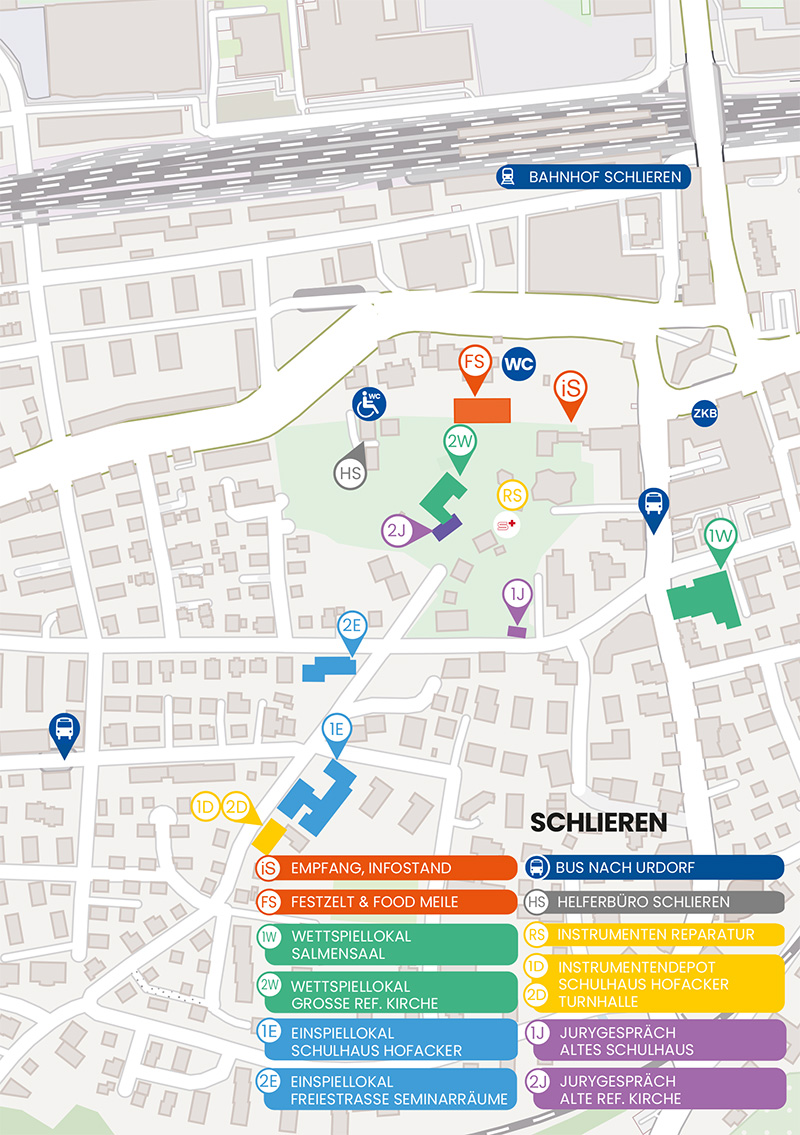 BAHNHOF SCHLIEREN
FS
WC
iS
WC
ZKB
2W
HS
RS
2J
1W
1J
2E
1E
1D
2D
SCHLIEREN
iS EMPFANG, INFOSTAND
FS FESTZELT & FOOD MEILE
1W WETTSPIELLOKAL
SALMENSAAL
2W WETTSPIELLOKAL
GROSSE REF. KIRCHE
1E EINSPIELLOKAL
SCHULHAUS HOFACKER
2E EINSPIELLOKAL
FREIESTRASSE SEMINARRÄUME
BUS NACH URDORF
HS HELFERBÜRO SCHLIEREN
RS INSTRUMENTEN REPARATUR
1D INSTRUMENTENDEPOT
SCHULHAUS HOFACKER
2D TURNHALLE
1J JURYGESPRÄCH
ALTES SCHULHAUS
2J JURYGESPRÄCH
ALTE REF. KIRCHE